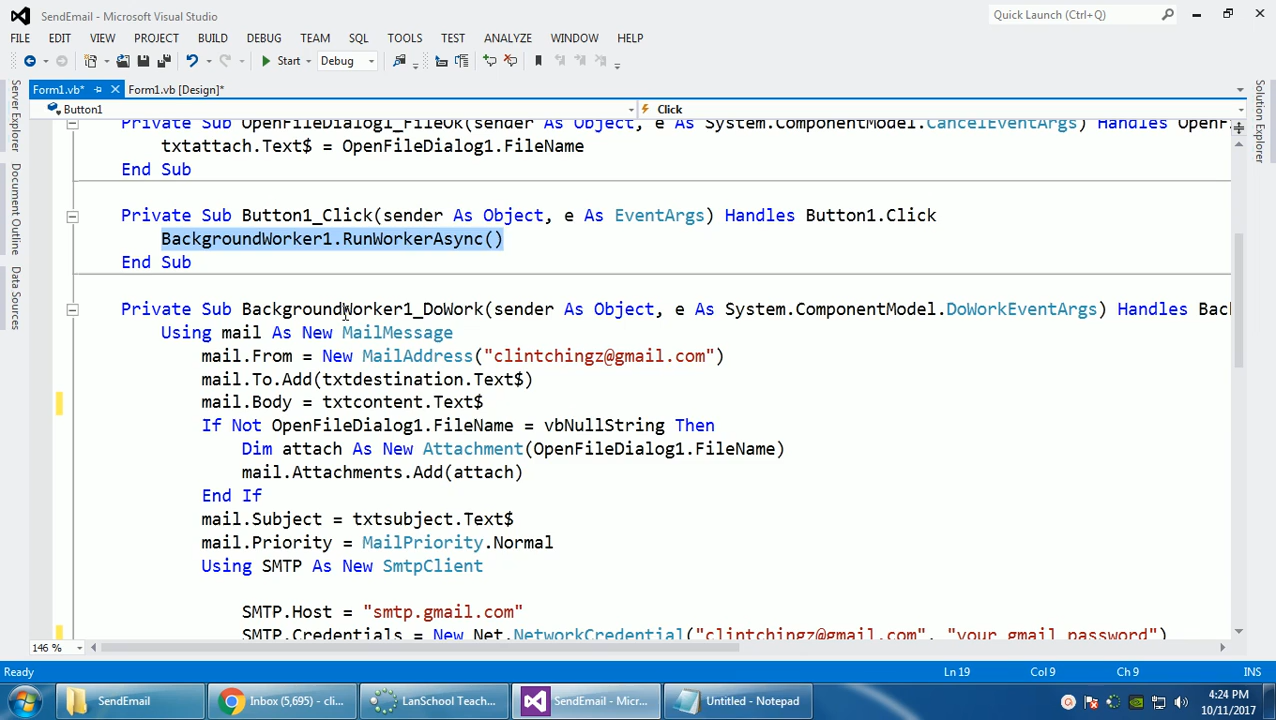 SendEmail - Microsoft Visual Studio
Quick Launch (Ctrl+Q)
FILE EDIT VIEW PROJECT BUILD DEBUG TEAM SQL TOOLS TEST ANALYZE WINDOW HELP
Start Debug
Form1.vb* Form1.vb [Design]*
Button1 Click
Server Explorer
Document Outline
Data Sources
Solution Explorer
Private Sub OpenFileDialog1_FileOk(sender As Object, e As System.ComponentModel.CancelEventArgs) Handles OpenF
txtattach.Text$ = OpenFileDialog1.FileName
End Sub
Private Sub Button1_Click(sender As Object, e As EventArgs) Handles Button1.Click
BackgroundWorker1.RunWorkerAsync()
End Sub
Private Sub BackgroundWorker1_DoWork(sender As Object, e As System.ComponentModel.DoWorkEventArgs) Handles Back
Using mail As New MailMessage
mail.From = New MailAddress("clintchingz@gmail.com")
mail.To.Add(txtdestination.Text$)
mail.Body = txtcontent.Text$
If Not OpenFileDialog1.FileName = vbNullString Then
Dim attach As New Attachment(OpenFileDialog1.FileName)
mail.Attachments.Add(attach)
End If
mail.Subject = txtsubject.Text$
mail.Priority = MailPriority.Normal
Using SMTP As New SmtpClient
SMTP.Host = "smtp.gmail.com"
SMTP.Credentials = New Net.NetworkCredential("clintchingz@gmail.com", "your gmail password")
146 %
Ready Ln 19 Col 9 Ch 9 INS
SendEmail Inbox (5,695) - cli... LanSchool Teach... SendEmail - Micr... Untitled - Notepad
4:24 PM
10/11/2017